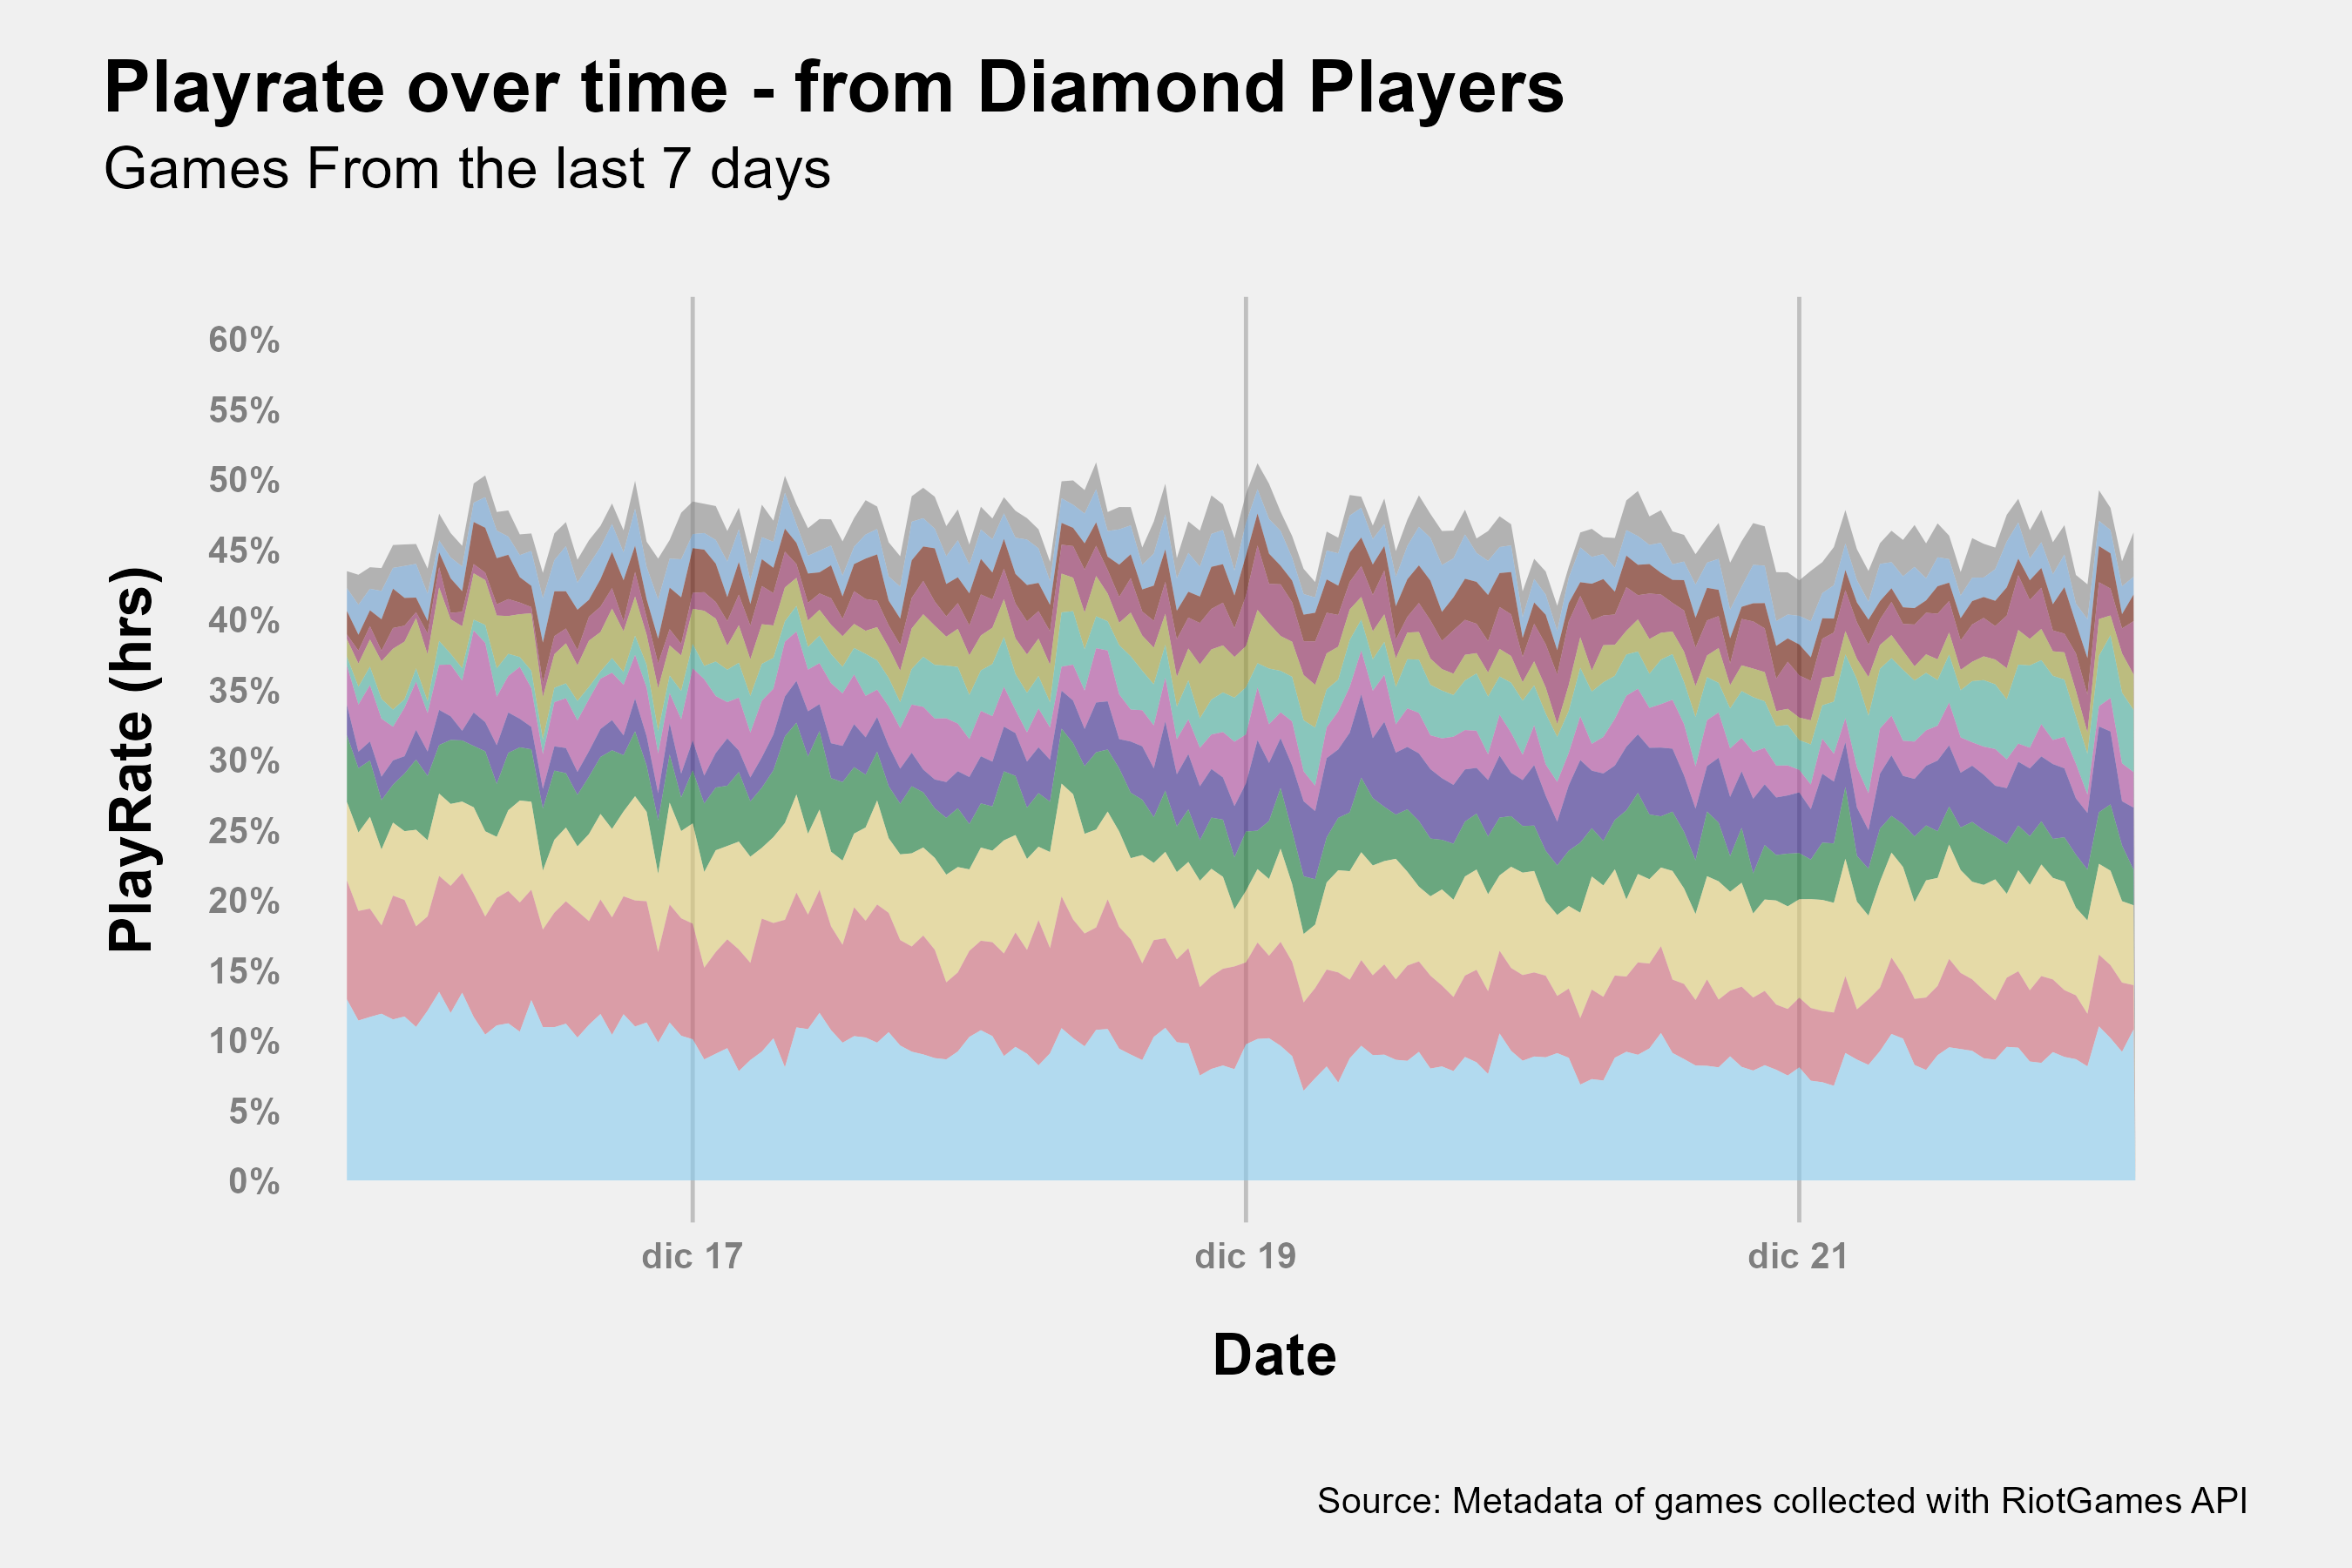 Playrate over time - from Diamond Players
Games From the last 7 days
PlayRate (hrs)
60%
55%
50%
45%
40%
35%
30%
25%
20%
15%
10%
5%
0%
dic 17
dic 19
dic 21
Date
Source: Metadata of games collected with RiotGames API